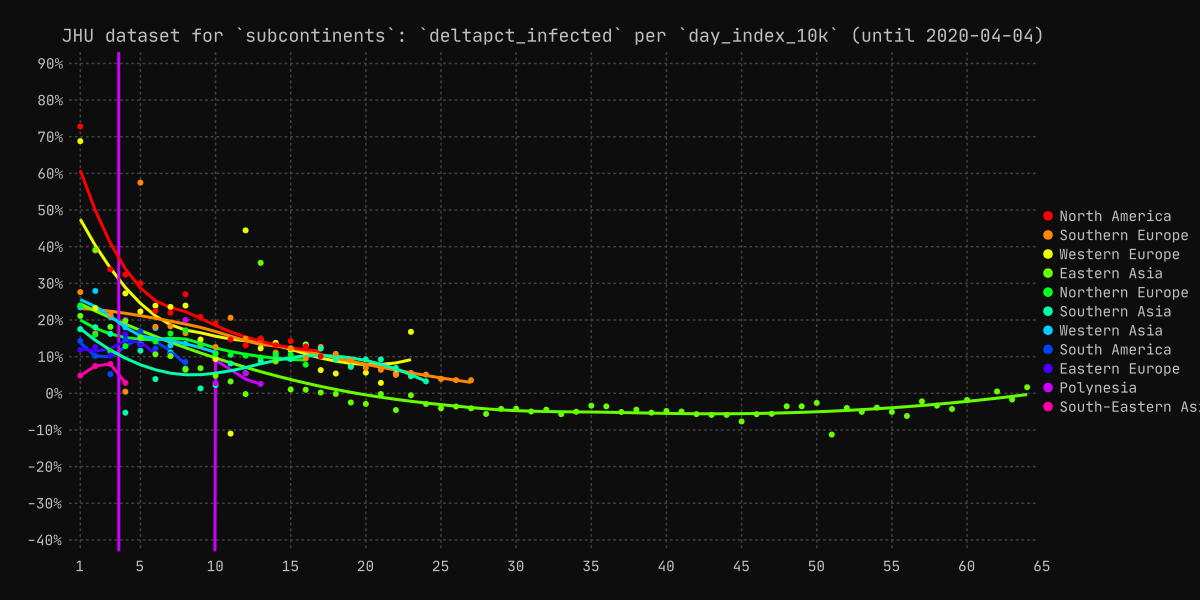 JHU dataset for `subcontinents`: `deltapct_infected` per `day_index_10k` (until 2020-04-04)
90%
80%
70%
60%
50%
40%
30%
20%
10%
0%
-10%
-20%
-30%
-40%
1 5 10 15 20 25 30 35 40 45 50 55 60 65
North America
Southern Europe
Western Europe
Eastern Asia
Northern Europe
Southern Asia
Western Asia
South America
Eastern Europe
Polynesia
South-Eastern Asi